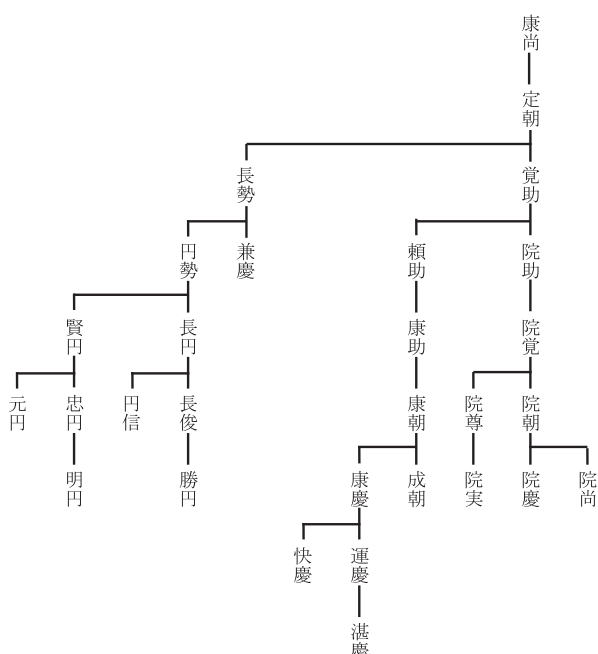 康尚
定朝
覚助
長勢
院助
頼助
兼慶
円勢
院覚
康助
長円
賢円
院朝
院尊
康朝
長俊
円信
忠円
元円
院尚
院慶
院実
成朝
康慶
勝円
明円
運慶
快慶
湛慶